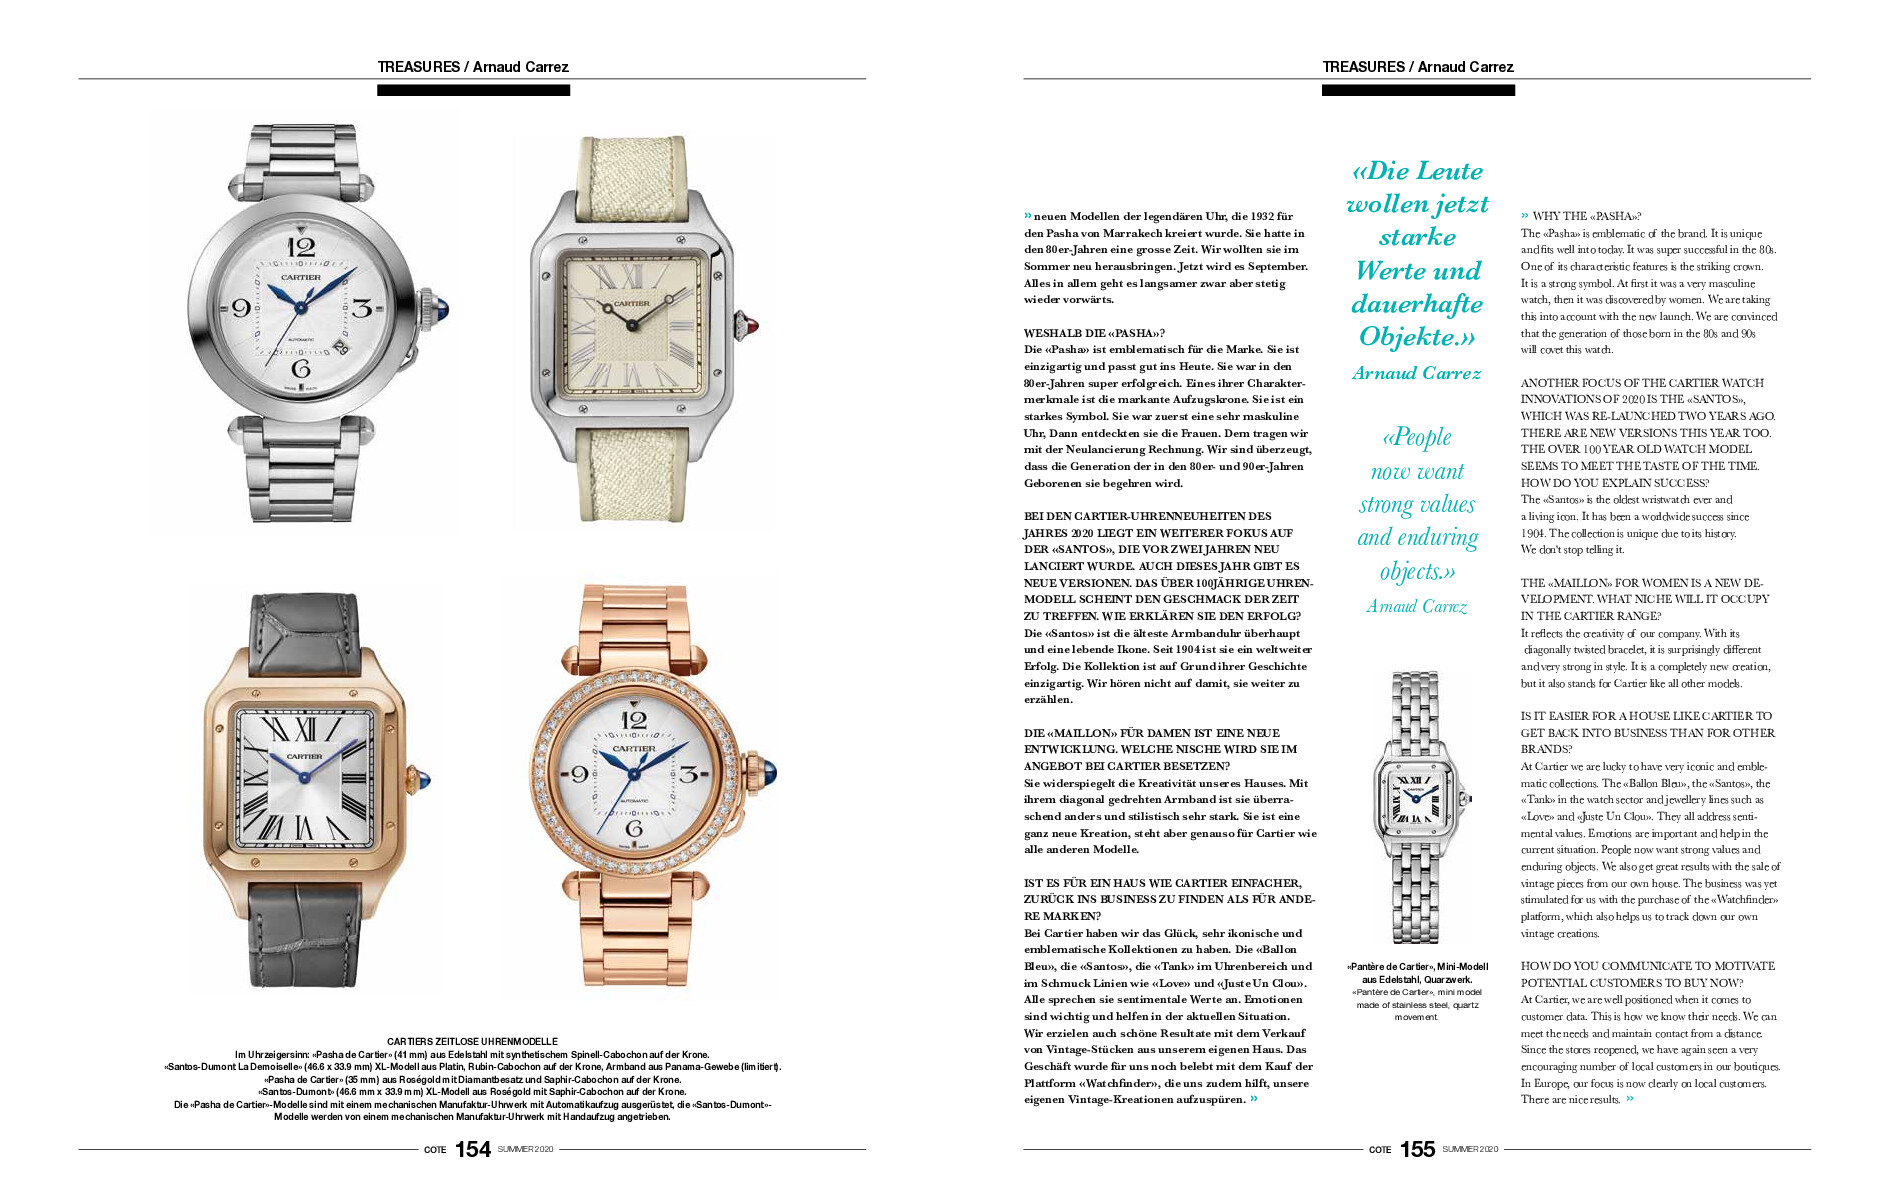 TREASURES / Arnaud Carrez
12
CARTIER
9
3
AUTOMATIC
29
6
CARTIER
CARTIER
12
CARTIER
9
3
AUTOMATIC
6
CARTIERS ZEITLOSE UHRENMODELLE
Im Uhrzeigersinn: «Pasha de Cartier» (41 mm) aus Edelstahl mit synthetischem Spinell-Cabochon auf der Krone.
«Santos-Dumont La Demoiselle» (46.6 x 33.9 mm) XL-Modell aus Platin, Rubin-Cabochon auf der Krone, Armband aus Panama-Gewebe (limitiert).
«Pasha de Cartier» (35 mm) aus Roségold mit Diamantbesatz und Saphir-Cabochon auf der Krone.
«Santos-Dumont» (46.6 mm x 33.9 mm) XL-Modell aus Roségold mit Saphir-Cabochon auf der Krone.
Die «Pasha de Cartier»-Modelle sind mit einem mechanischen Manufaktur-Uhrwerk mit Automatikaufzug ausgerüstet, die «Santos-Dumont»-
Modelle werden von einem mechanischen Manufaktur-Uhrwerk mit Handaufzug angetrieben.
COTE 154 SUMMER 2020
TREASURES / Arnaud Carrez
» neuen Modellen der legendären Uhr, die 1932 für
den Pasha von Marrakech kreiert wurde. Sie hatte in
den 80er-Jahren eine grosse Zeit. Wir wollten sie im
Sommer neu herausbringen. Jetzt wird es September.
Alles in allem geht es langsamer zwar aber stetig
wieder vorwärts.
WESHALB DIE «PASHA»?
Die «Pasha» ist emblematisch für die Marke. Sie ist
einzigartig und passt gut ins Heute. Sie war in den
80er-Jahren super erfolgreich. Eines ihrer Charakter-
merkmale ist die markante Aufzugskrone. Sie ist ein
starkes Symbol. Sie war zuerst eine sehr maskuline
Uhr, Dann entdeckten sie die Frauen. Dem tragen wir
mit der Neulancierung Rechnung. Wir sind überzeugt,
dass die Generation der in den 80er- und 90er-Jahren
Geborenen sie begehren wird.
BEI DEN CARTIER-UHRENNEUHEITEN DES
JAHRES 2020 LIEGT EIN WEITERER FOKUS AUF
DER «SANTOS», DIE VOR ZWEI JAHREN NEU
LANCIERT WURDE. AUCH DIESES JAHR GIBT ES
NEUE VERSIONEN. DAS ÜBER 100JÄHRIGE UHREN-
MODELL SCHEINT DEN GESCHMACK DER ZEIT
ZU TREFFEN. WIE ERKLÄREN SIE DEN ERFOLG?
Die «Santos» ist die älteste Armbanduhr überhaupt
und eine lebende Ikone. Seit 1904 ist sie ein weltweiter
Erfolg. Die Kollektion ist auf Grund ihrer Geschichte
einzigartig. Wir hören nicht auf damit, sie weiter zu
erzählen.
DIE «MAILLON» FÜR DAMEN IST EINE NEUE
ENTWICKLUNG. WELCHE NISCHE WIRD SIE IM
ANGEBOT BEI CARTIER BESETZEN?
Sie widerspiegelt die Kreativität unseres Hauses. Mit
ihrem diagonal gedrehten Armband ist sie überra-
schend anders und stilistisch sehr stark. Sie ist eine
ganz neue Kreation, steht aber genauso für Cartier wie
alle anderen Modelle.
IST ES FÜR EIN HAUS WIE CARTIER EINFACHER,
ZURÜCK INS BUSINESS ZU FINDEN ALS FÜR ANDE-
RE MARKEN?
Bei Cartier haben wir das Glück, sehr ikonische und
emblematische Kollektionen zu haben. Die «Ballon
Bleu», die «Santos», die «Tank» im Uhrenbereich und
im Schmuck Linien wie «Love» und «Juste Un Clou».
Alle sprechen sie sentimentale Werte an. Emotionen
sind wichtig und helfen in der aktuellen Situation.
Wir erzielen auch schöne Resultate mit dem Verkauf
von Vintage-Stücken aus unserem eigenen Haus. Das
Geschäft wurde für uns noch belebt mit dem Kauf der
Plattform «Watchfinder», die uns zudem hilft, unsere
eigenen Vintage-Kreationen aufzuspüren. »
«Die Leute
wollen jetzt
starke
Werte und
dauerhafte
Objekte.»
Arnaud Carrez
«People
now want
strong values
and enduring
objects.»
Arnaud Carrez
CARTIER
«Pantère de Cartier», Mini-Modell
aus Edelstahl, Quarzwerk.
«Pantère de Cartier», mini model
made of stainless steel, quartz
movement.
» WHY THE «PASHA»?
The «Pasha» is emblematic of the brand. It is unique
and fits well into today. It was super successful in the 80s.
One of its characteristic features is the striking crown.
It is a strong symbol. At first it was a very masculine
watch, then it was discovered by women. We are taking
this into account with the new launch. We are convinced
that the generation of those born in the 80s and 90s
will covet this watch.
ANOTHER FOCUS OF THE CARTIER WATCH
INNOVATIONS OF 2020 IS THE «SANTOS»,
WHICH WAS RE-LAUNCHED TWO YEARS AGO.
THERE ARE NEW VERSIONS THIS YEAR TOO.
THE OVER 100 YEAR OLD WATCH MODEL
SEEMS TO MEET THE TASTE OF THE TIME.
HOW DO YOU EXPLAIN SUCCESS?
The «Santos» is the oldest wristwatch ever and
a living icon. It has been a worldwide success since
1904. The collection is unique due to its history.
We don't stop telling it.
THE «MAILLON» FOR WOMEN IS A NEW DE-
VELOPMENT. WHAT NICHE WILL IT OCCUPY
IN THE CARTIER RANGE?
It reflects the creativity of our company. With its
diagonally twisted bracelet, it is surprisingly different
and very strong in style. It is a completely new creation,
but it also stands for Cartier like all other models.
IS IT EASIER FOR A HOUSE LIKE CARTIER TO
GET BACK INTO BUSINESS THAN FOR OTHER
BRANDS?
At Cartier we are lucky to have very iconic and emble-
matic collections. The «Ballon Bleu», the «Santos», the
«Tank» in the watch sector and jewellery lines such as
«Love» and «Juste Un Clou». They all address senti-
mental values. Emotions are important and help in the
current situation. People now want strong values and
enduring objects. We also get great results with the sale of
vintage pieces from our own house. The business was yet
stimulated for us with the purchase of the «Watchfinder»
platform, which also helps us to track down our own
vintage creations.
HOW DO YOU COMMUNICATE TO MOTIVATE
POTENTIAL CUSTOMERS TO BUY NOW?
At Cartier, we are well positioned when it comes to
customer data. This is how we know their needs. We can
meet the needs and maintain contact from a distance.
Since the stores reopened, we have again seen a very
encouraging number of local customers in our boutiques.
In Europe, our focus is now clearly on local customers.
There are nice results. »
COTE 155 SUMMER 2020